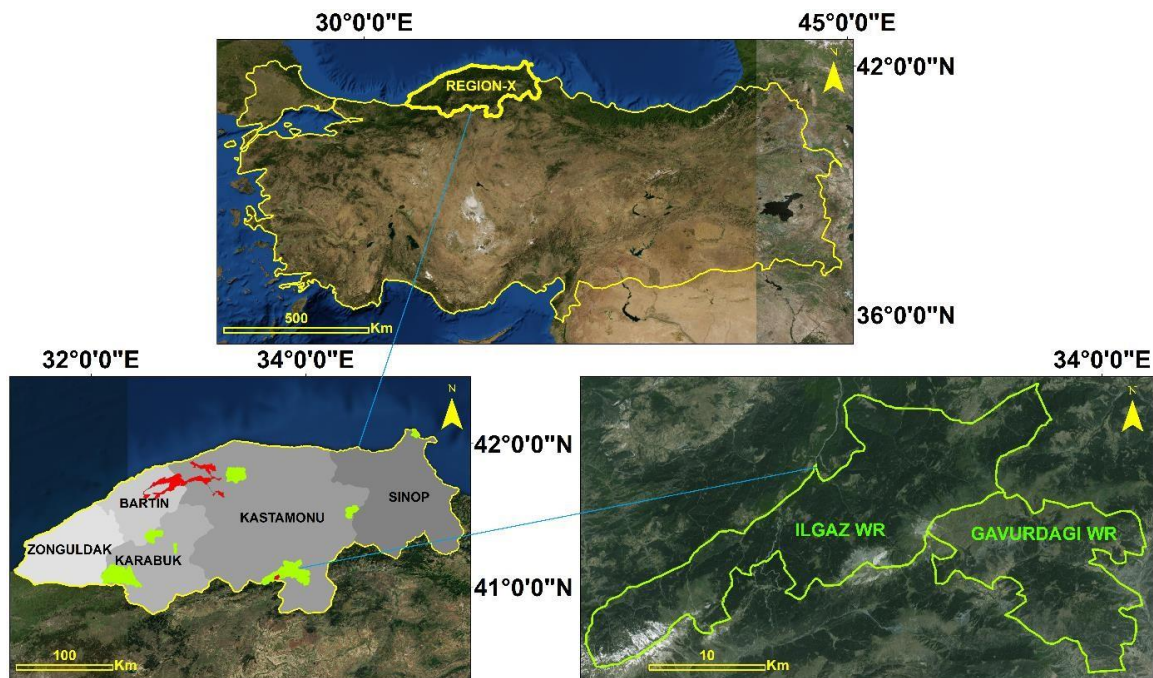 30°0'0"E
45°0'0"E
N
42°0'0"N
REGION-X
500
Km
36°0'0"N
32°0'0"E
34°0'0"E
N
42°0'0"N
BARTIN
SINOP
KASTAMONU
ZONGULDAK
KARABUK
41°0'0"N
100
Km
34°0'0"E
N
ILGAZ WR
GAVURDAGI WR
10
Km